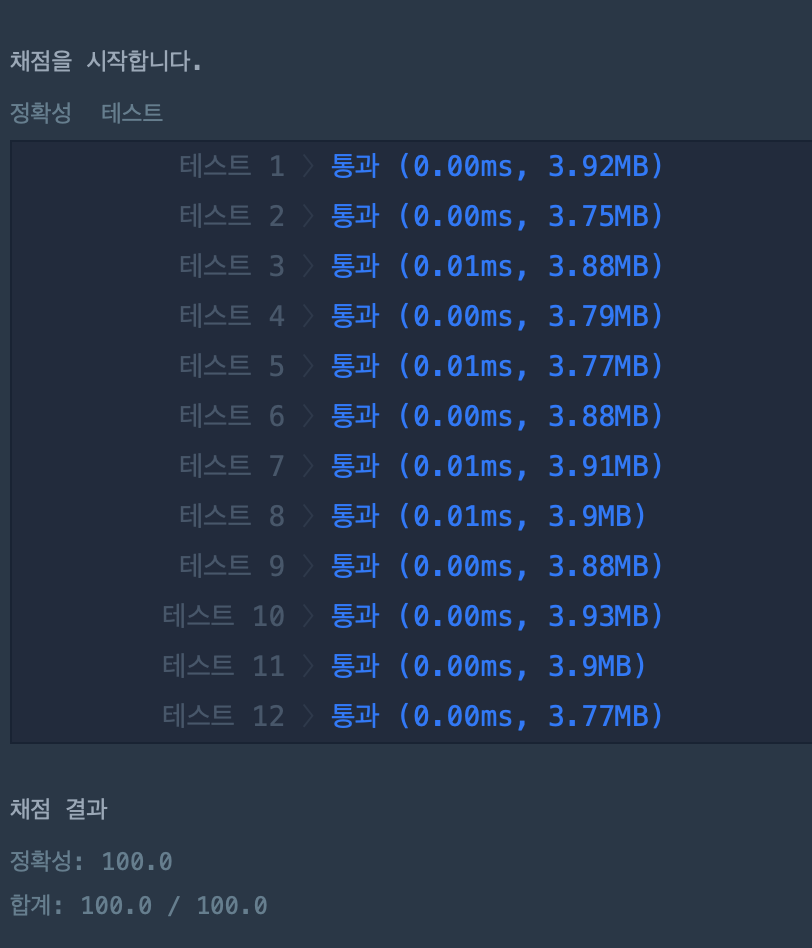 채점을 시작합니다.
정확성 테스트
테스트 1 〉 통과 (0.00ms, 3.92MB)
테스트 2 〉 통과 (0.00ms, 3.75MB)
테스트 3 〉 통과 (0.01ms, 3.88MB)
테스트 4 〉 통과 (0.00ms, 3.79MB)
테스트 5 〉 통과 (0.01ms, 3.77MB)
테스트 6 〉 통과 (0.00ms, 3.88MB)
테스트 7 〉 통과 (0.01ms, 3.91MB)
테스트 8 〉 통과 (0.01ms, 3.9MB)
테스트 9 〉 통과 (0.00ms, 3.88MB)
테스트 10 〉 통과 (0.00ms, 3.93MB)
테스트 11 〉 통과 (0.00ms, 3.9MB)
테스트 12 〉 통과 (0.00ms, 3.77MB)
채점 결과
정확성: 100.0
합계: 100.0 / 100.0